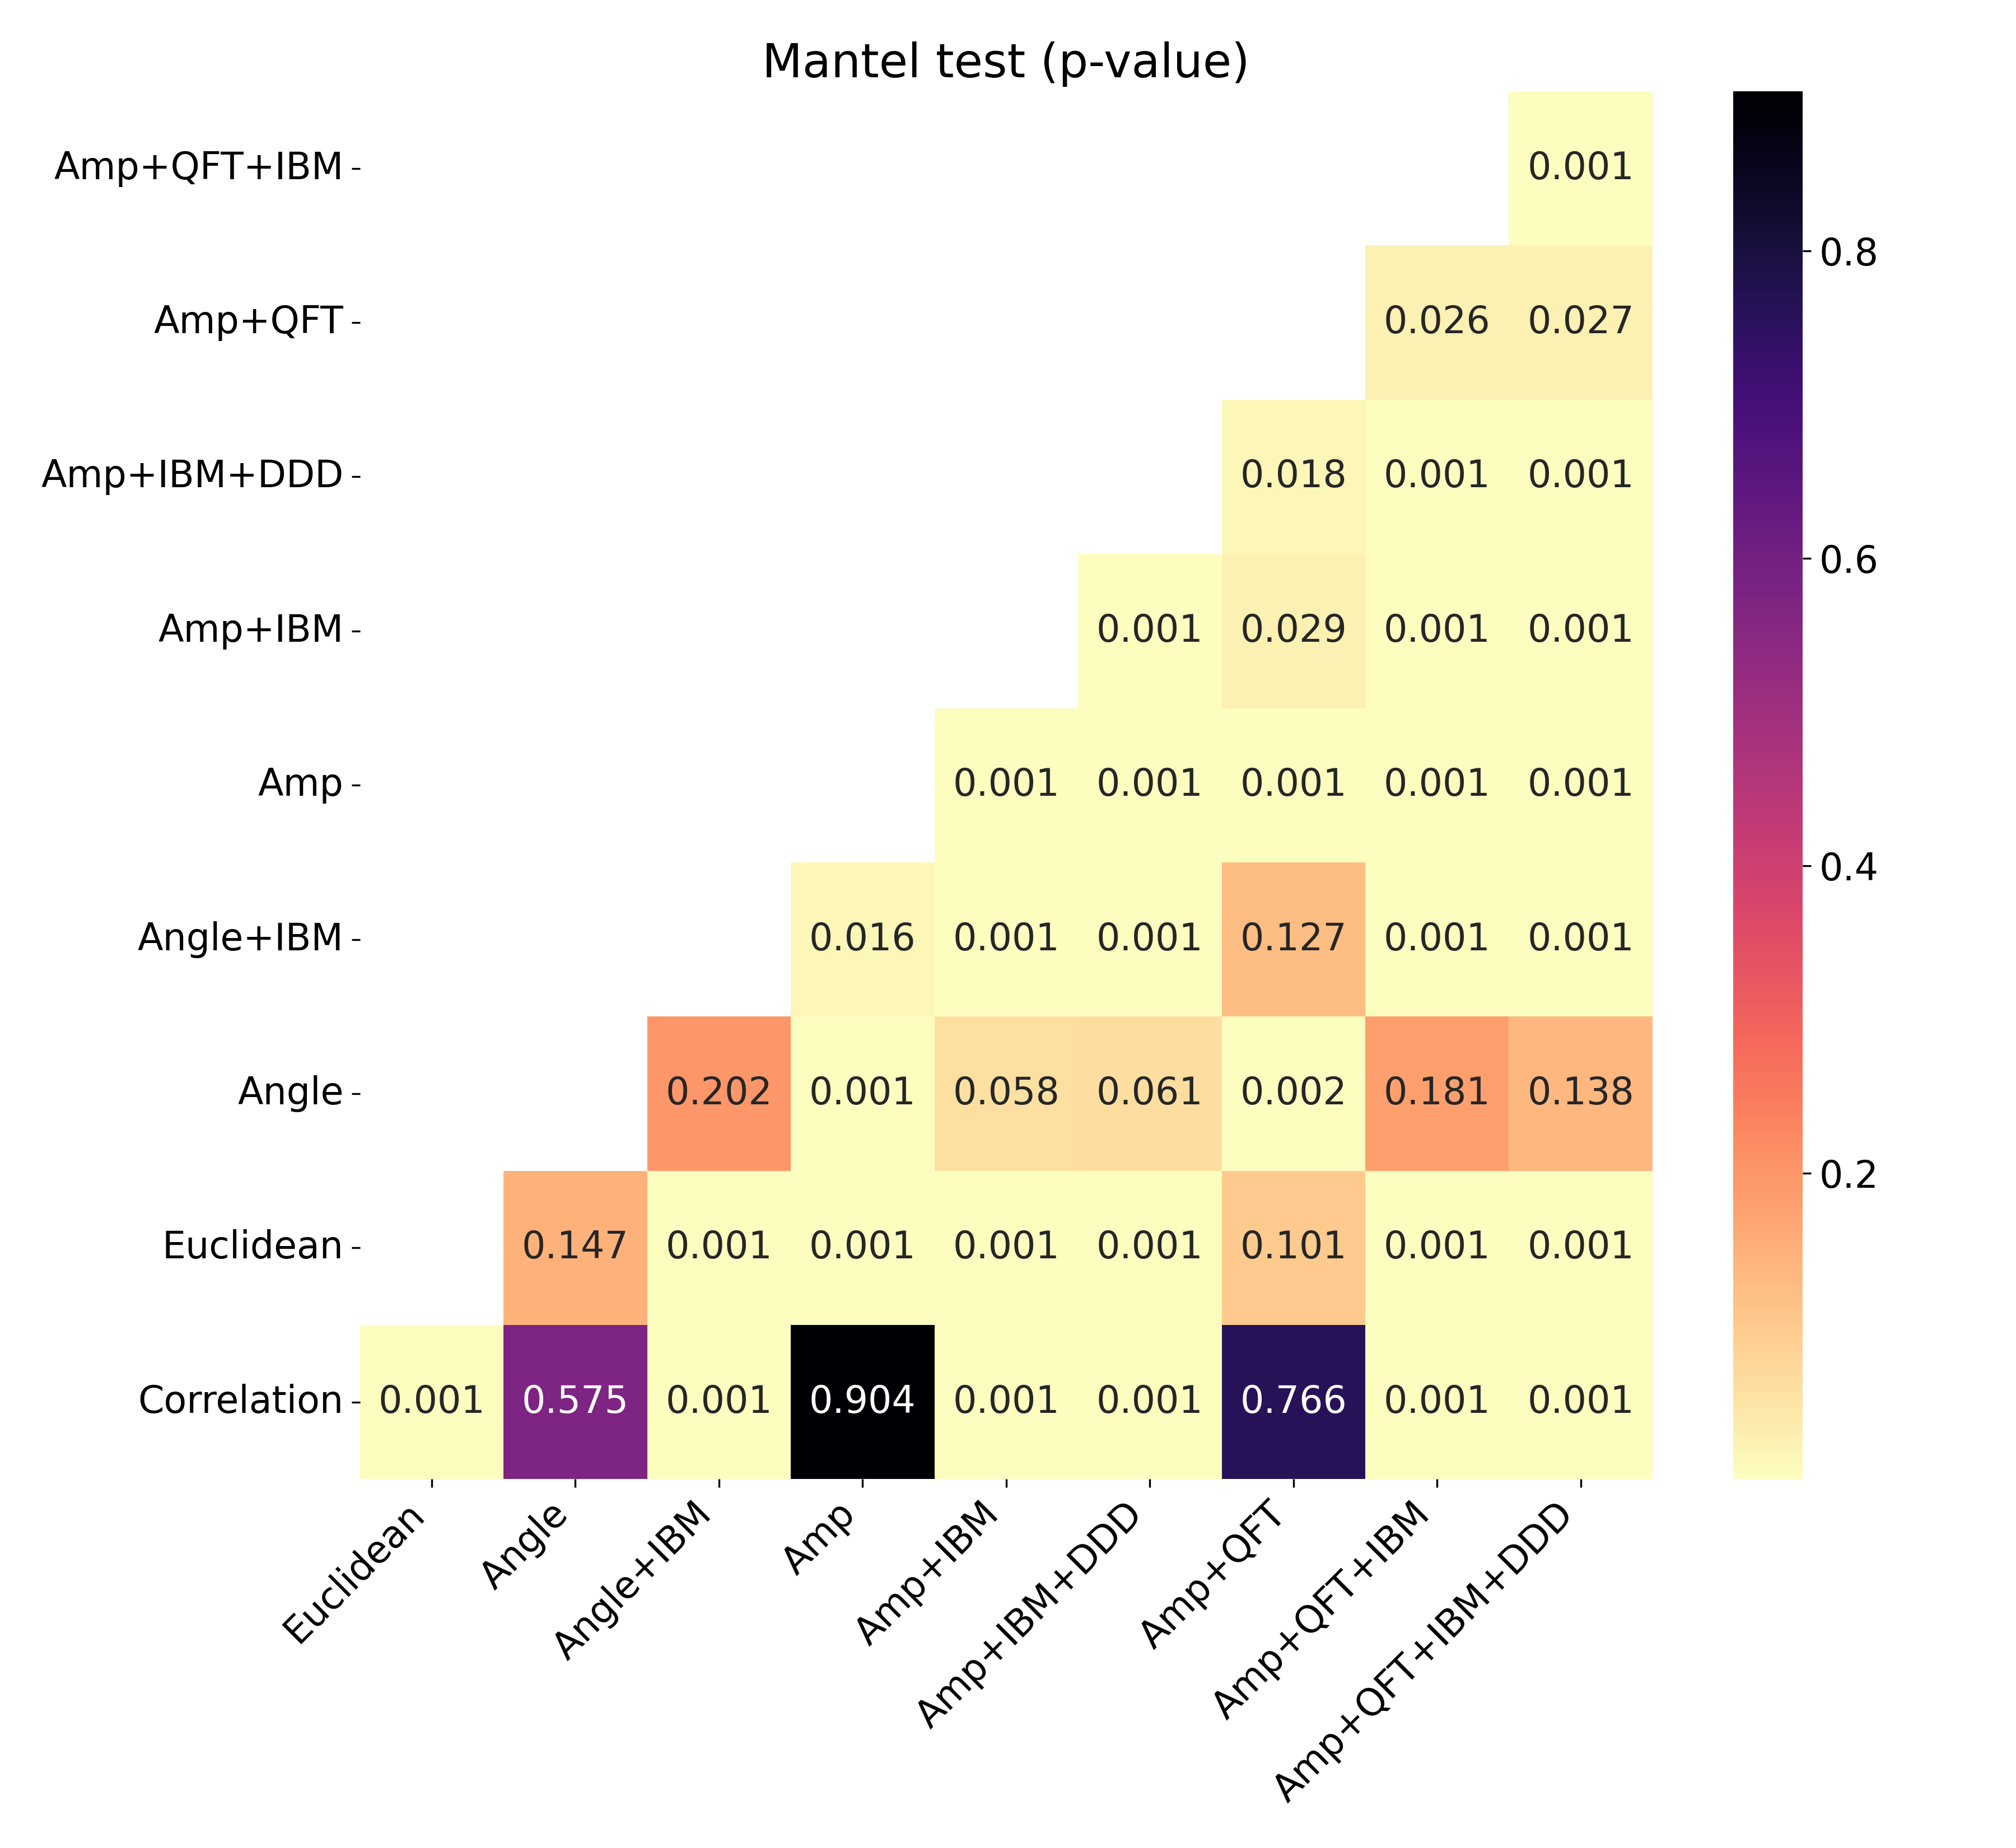 Mantel test (p-value)
Amp+QFT+IBM 0.001
Amp+QFT 0.026 0.027
Amp+IBM+DDD 0.018 0.001 0.001
Amp+IBM 0.001 0.029 0.001 0.001
Amp 0.001 0.001 0.001 0.001 0.001
Angle+IBM 0.016 0.001 0.001 0.127 0.001 0.001
Angle 0.202 0.001 0.058 0.061 0.002 0.181 0.138
Euclidean 0.147 0.001 0.001 0.001 0.001 0.101 0.001 0.001
Correlation 0.001 0.575 0.001 0.904 0.001 0.001 0.766 0.001 0.001
Euclidean
Angle
Angle+IBM
Amp
Amp+IBM
Amp+IBM+DDD
Amp+QFT
Amp+QFT+IBM
Amp+QFT+IBM+DDD
0.8
0.6
0.4
0.2